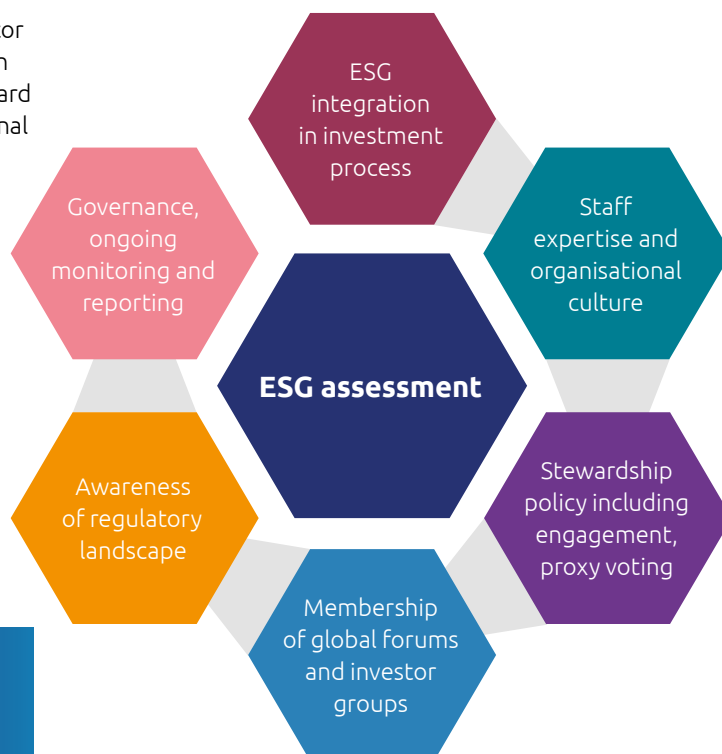 ESG
integration
in investment
process
Staff
expertise and
organisational
culture
Stewardship
policy including
engagement,
proxy voting
Membership
of global forums
and investor
groups
Awareness
of regulatory
landscape
Governance,
ongoing
monitoring and
reporting
ESG assessment